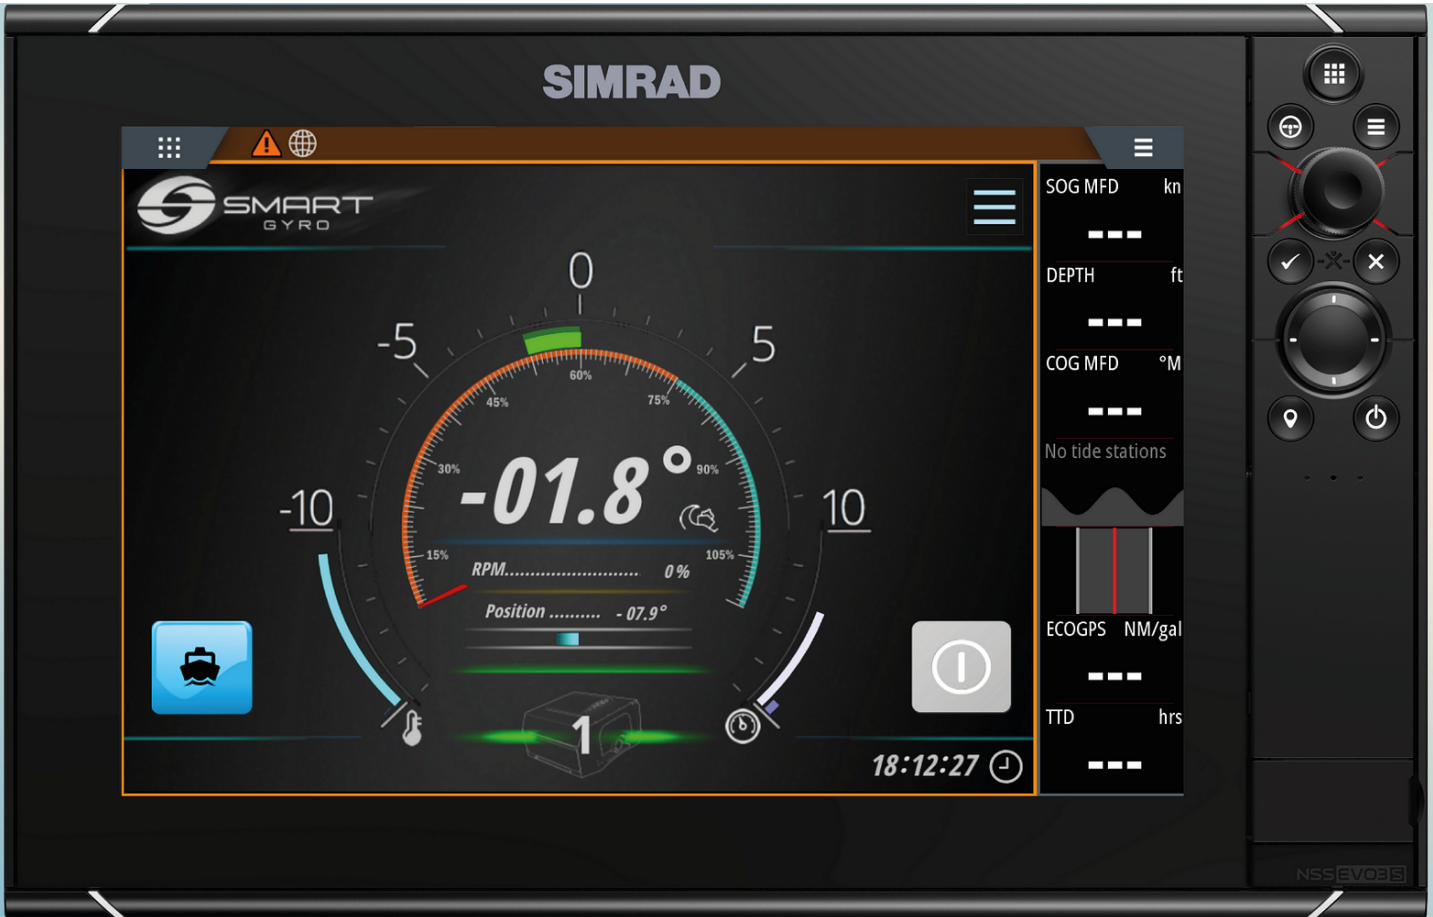 SIMRAD
SMART
GYRO
0
-5
5
-10
10
15%
30%
45%
60%
75%
90%
105%
-01.8°
RPM............................ 0%
Position .......... - 07.9°
1
18:12:27
SOG MFD kn
---
DEPTH ft
---
COG MFD °M
---
No tide stations
ECOGPS NM/gal
---
TTD hrs
---
NSS EVO3S